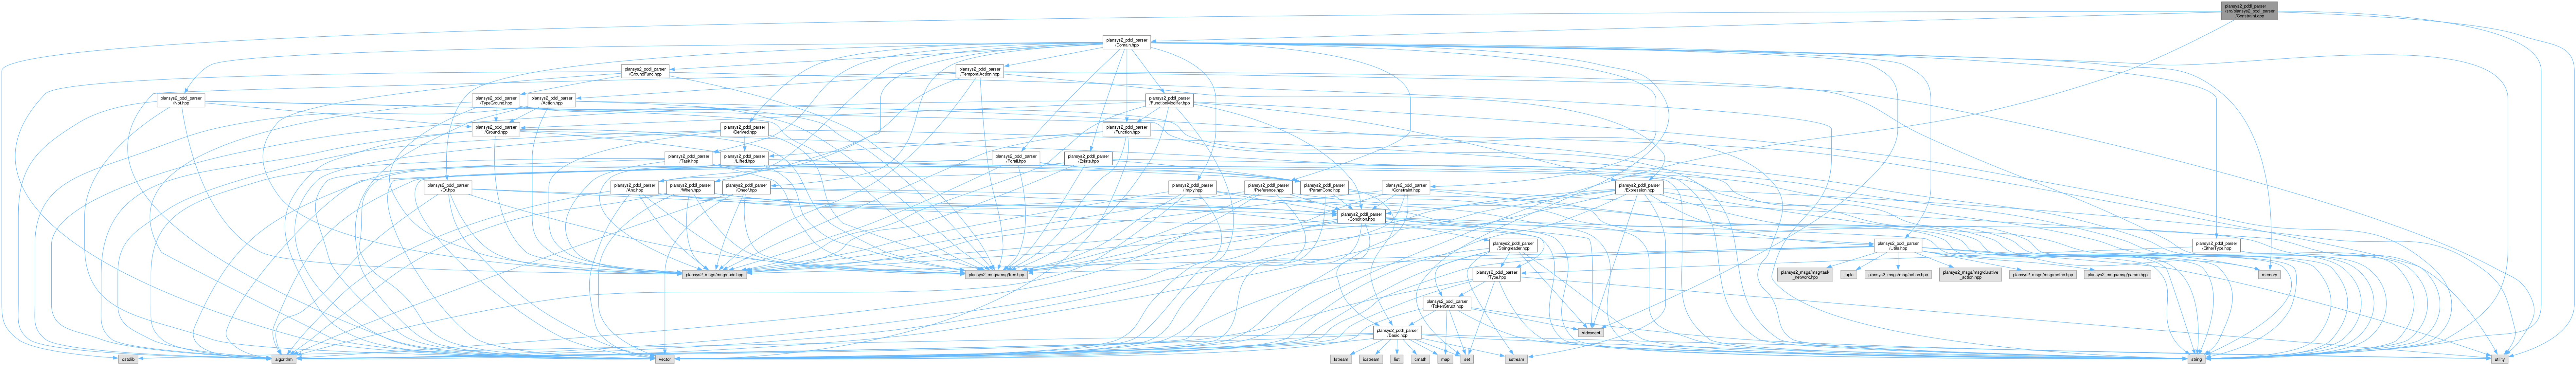 plansys2_pddl_parser
/src/plansys2_pddl_parser
/Constraint.cpp
plansys2_pddl_parser
/Domain.hpp
plansys2_pddl_parser
/GroundFunc.hpp
plansys2_pddl_parser
/TemporalAction.hpp
plansys2_pddl_parser
/Not.hpp
plansys2_pddl_parser
/TypeGround.hpp
plansys2_pddl_parser
/Action.hpp
plansys2_pddl_parser
/FunctionModifier.hpp
plansys2_pddl_parser
/Ground.hpp
plansys2_pddl_parser
/Derived.hpp
plansys2_pddl_parser
/Function.hpp
plansys2_pddl_parser
/Task.hpp
plansys2_pddl_parser
/Lifted.hpp
plansys2_pddl_parser
/Forall.hpp
plansys2_pddl_parser
/Exists.hpp
plansys2_pddl_parser
/Or.hpp
plansys2_pddl_parser
/And.hpp
plansys2_pddl_parser
/When.hpp
plansys2_pddl_parser
/Oneof.hpp
plansys2_pddl_parser
/Empty.hpp
plansys2_pddl_parser
/Preference.hpp
plansys2_pddl_parser
/ParamCond.hpp
plansys2_pddl_parser
/Constraint.hpp
plansys2_pddl_parser
/Expression.hpp
plansys2_pddl_parser
/Condition.hpp
plansys2_pddl_parser
/Stringreader.hpp
plansys2_pddl_parser
/Utils.hpp
plansys2_pddl_parser
/EitherType.hpp
plansys2_msgs/msg/node.hpp
plansys2_msgs/msg/tree.hpp
plansys2_pddl_parser
/Type.hpp
plansys2_msgs/msg/task
_network.hpp
tuple
plansys2_msgs/msg/action.hpp
plansys2_msgs/msg/durative
_action.hpp
plansys2_msgs/msg/metric.hpp
plansys2_msgs/msg/param.hpp
memory
plansys2_pddl_parser
/TokenStruct.hpp
plansys2_pddl_parser
/Basic.hpp
stdexcept
cstdlib
algorithm
vector
fstream
iostream
list
cmath
map
set
sstream
string
utility